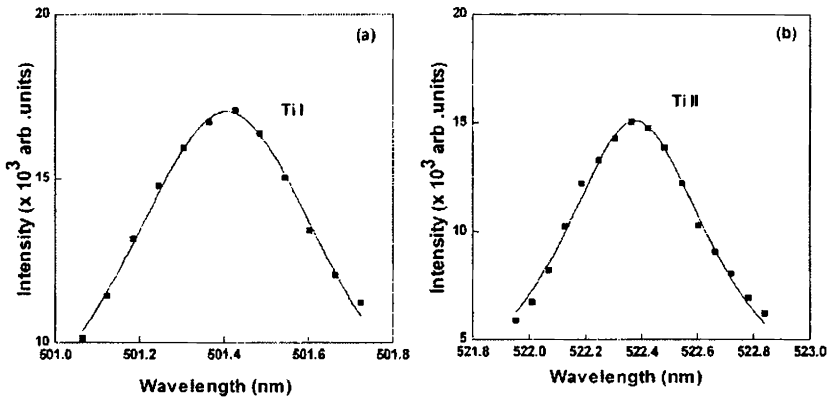 20
(a)
Ti I
15
10
Intensity (x 10³ arb .units)
501.0 501.2 501.4 501.6 501.8
Wavelength (nm)
20
(b)
Ti II
15
10
5
Intensity (x 10³ arb .units)
521.8 522.0 522.2 522.4 522.6 522.8 523.0
Wavelength (nm)